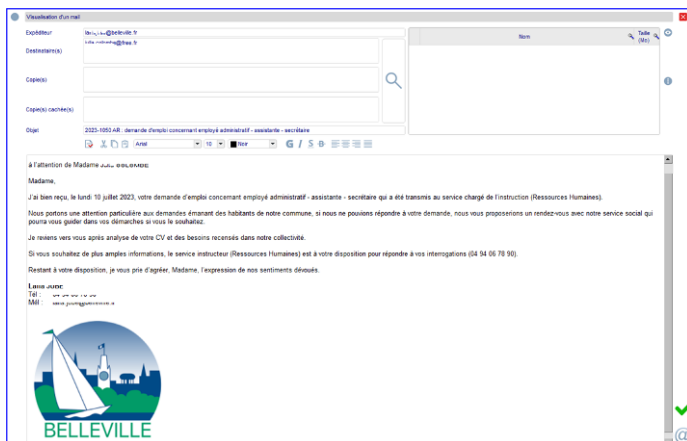 Visualisation d'un mail
Expéditeur
@belleville.fr
Destinataire(s)
@free.fr
Copie(s)
Copie(s) cachée(s)
Nom
Taille (Mo)
Objet
2023-1050 AR : demande d'emploi concernant employé administratif - assistante - secrétaire
Arial 10 Noir G I S
à l'attention de Madame
Madame,
J'ai bien reçu, le lundi 10 juillet 2023, votre demande d'emploi concernant employé administratif - assistante - secrétaire qui a été transmis au service chargé de l'instruction (Ressources Humaines).
Nous portons une attention particulière aux demandes émanant des habitants de notre commune, si nous ne pouvions répondre à votre demande, nous vous proposerions un rendez-vous avec notre service social qui
pourra vous guider dans vos démarches si vous le souhaitez.
Je reviens vers vous après analyse de votre CV et des besoins recensés dans notre collectivité.
Si vous souhaitez de plus amples informations, le service instructeur (Ressources Humaines) est à votre disposition pour répondre à vos interrogations (04 94 06 78 90).
Restant à votre disposition, je vous prie d'agréer, Madame, l'expression de nos sentiments dévoués.
Tél :
Mél :
BELLEVILLE